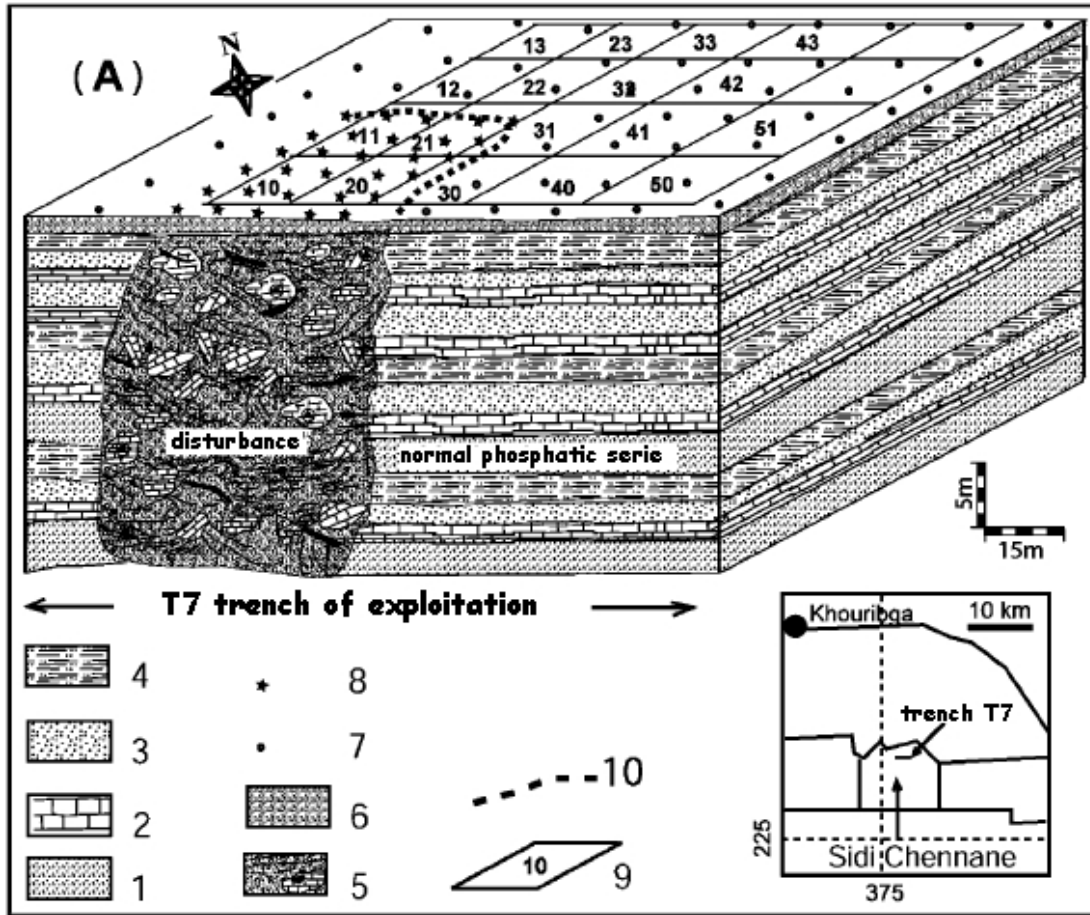 (A)
N
13 23 33 43
12 22 32 42
11 21 31 41 51
10 20 30 40 50
disturbance
normal phosphatic serie
5m
15m
T7 trench of exploitation
4
8
3
7
2
6
10
1
5
10
9
Khouribga
10 km
trench T7
225
Sidi Chennane
375